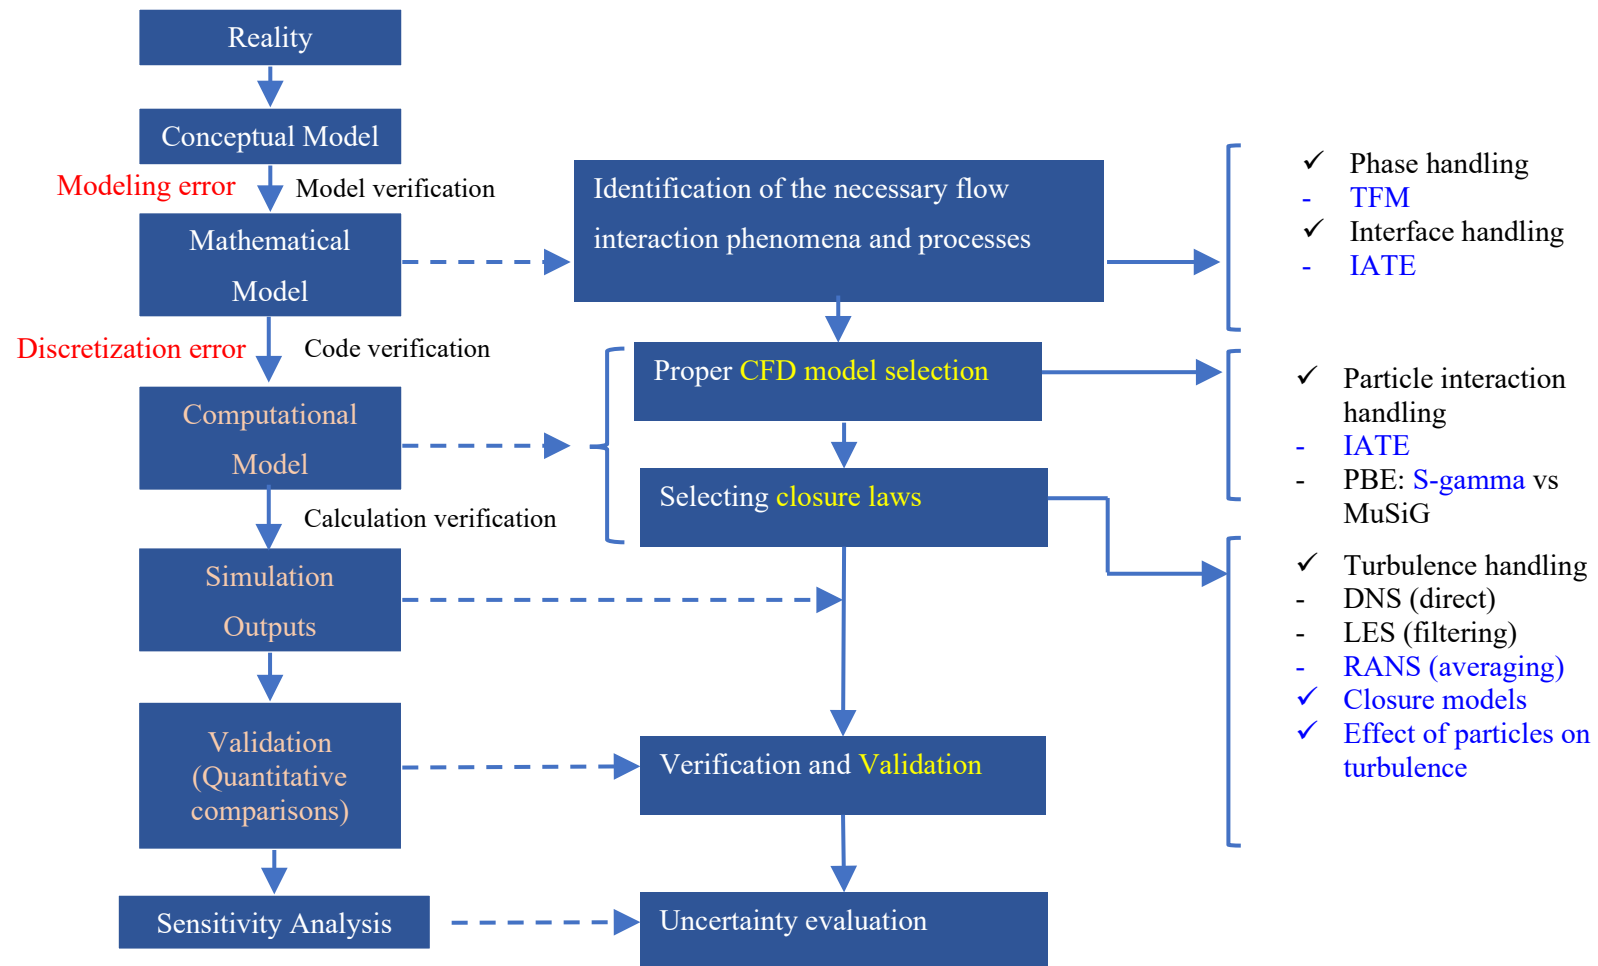 Reality
Conceptual Model
Modeling error
Model verification
Mathematical
Model
Discretization error
Code verification
Computational
Model
Calculation verification
Simulation
Outputs
Validation
(Quantitative
comparisons)
Sensitivity Analysis
Identification of the necessary flow
interaction phenomena and processes
Proper CFD model selection
Selecting closure laws
Verification and Validation
Uncertainty evaluation
✓ Phase handling
- TFM
✓ Interface handling
- IATE
✓ Particle interaction
handling
- IATE
- PBE: S-gamma vs
MuSiG
✓ Turbulence handling
- DNS (direct)
- LES (filtering)
- RANS (averaging)
✓ Closure models
✓ Effect of particles on
turbulence